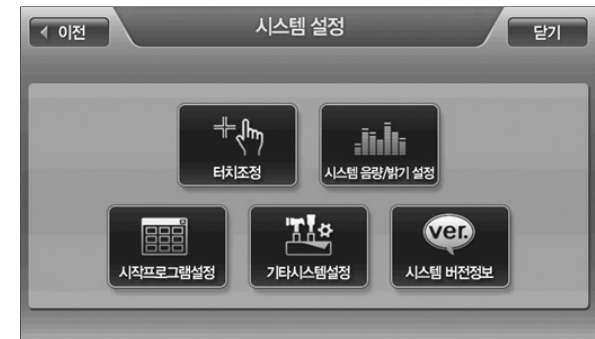 이전
시스템 설정
닫기
터치조정
시스템 음량/밝기 설정
시작프로그램설정
기타시스템설정
ver.
시스템 버전정보